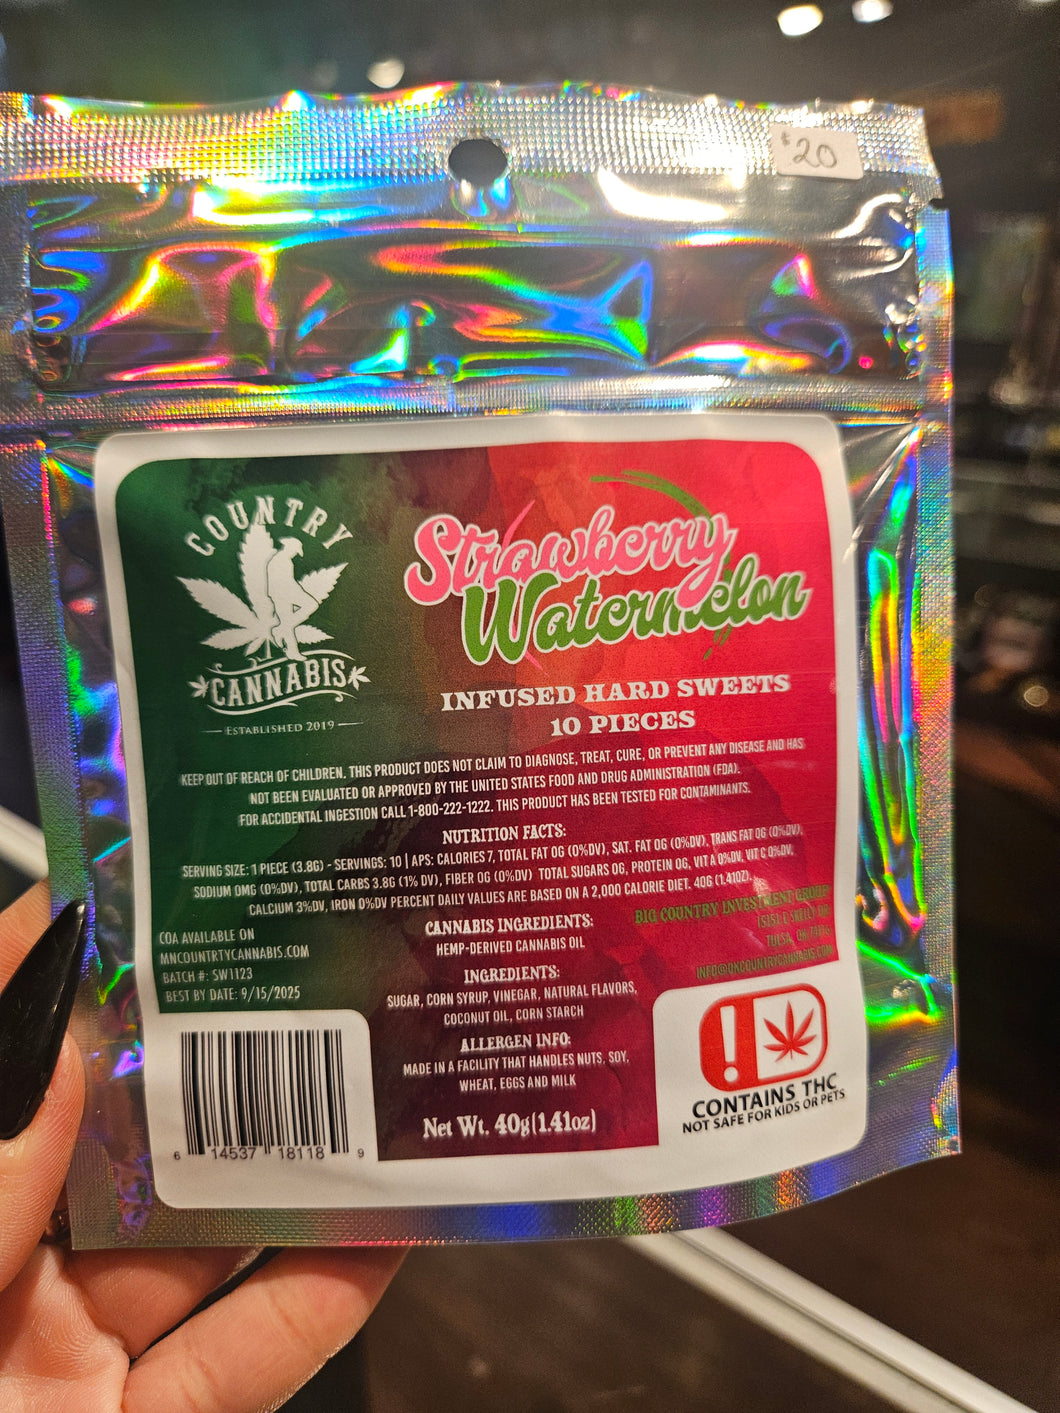 $20
COUNTRY
CANNABIS
ESTABLISHED 2019
Strawberry
Watermelon
INFUSED HARD SWEETS
10 PIECES
KEEP OUT OF REACH OF CHILDREN. THIS PRODUCT DOES NOT CLAIM TO DIAGNOSE, TREAT, CURE, OR PREVENT ANY DISEASE AND HAS
NOT BEEN EVALUATED OR APPROVED BY THE UNITED STATES FOOD AND DRUG ADMINISTRATION (FDA).
FOR ACCIDENTAL INGESTION CALL 1-800-222-1222. THIS PRODUCT HAS BEEN TESTED FOR CONTAMINANTS.
NUTRITION FACTS:
SERVING SIZE: 1 PIECE (3.8G) - SERVINGS: 10 | APS: CALORIES 7, TOTAL FAT 0G (0%DV), SAT. FAT 0G (0%DV), TRANS FAT 0G (0%DV),
SODIUM 0MG (0%DV), TOTAL CARBS 3.8G (1% DV), FIBER 0G (0%DV) TOTAL SUGARS 0G, PROTEIN 0G, VIT A 0%DV, VIT C 0%DV,
CALCIUM 3%DV, IRON 0%DV PERCENT DAILY VALUES ARE BASED ON A 2,000 CALORIE DIET. 40G (1.41OZ).
CANNABIS INGREDIENTS:
HEMP-DERIVED CANNABIS OIL
BIG COUNTRY INVESTMENT GROUP
TULSA, OK
INFO@OKCOUNTRYCANNABIS.COM
COA AVAILABLE ON
MNCOUNTRTYCANNABIS.COM
BATCH #: SW1123
BEST BY DATE: 9/15/2025
INGREDIENTS:
SUGAR, CORN SYRUP, VINEGAR, NATURAL FLAVORS,
COCONUT OIL, CORN STARCH
ALLERGEN INFO:
MADE IN A FACILITY THAT HANDLES NUTS, SOY,
WHEAT, EGGS AND MILK
Net Wt. 40g(1.41oz)
6 14537 18118 9
!
CONTAINS THC
NOT SAFE FOR KIDS OR PETS